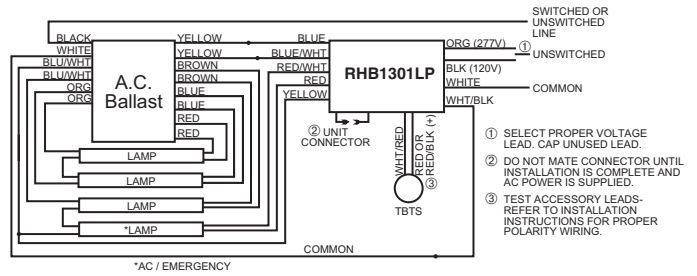 SWITCHED OR
UNSWITCHED
LINE
BLACK
WHITE
BLU/WHT
BLU/WHT
ORG
ORG
A.C.
Ballast
YELLOW
YELLOW
BROWN
BROWN
BLUE
BLUE
RED
RED
BLUE
BLUE/WHT
RED/WHT
RED
YELLOW
RHB1301LP
ORG (277V)
①
UNSWITCHED
BLK (120V)
WHITE
COMMON
WHT/BLK
② UNIT
CONNECTOR
WHT/RED
RED OR
RED/BLK (+)
③
TBTS
LAMP
LAMP
LAMP
*LAMP
COMMON
*AC / EMERGENCY
① SELECT PROPER VOLTAGE
LEAD. CAP UNUSED LEAD.
② DO NOT MATE CONNECTOR UNTIL
INSTALLATION IS COMPLETE AND
AC POWER IS SUPPLIED.
③ TEST ACCESSORY LEADS-
REFER TO INSTALLATION
INSTRUCTIONS FOR PROPER
POLARITY WIRING.